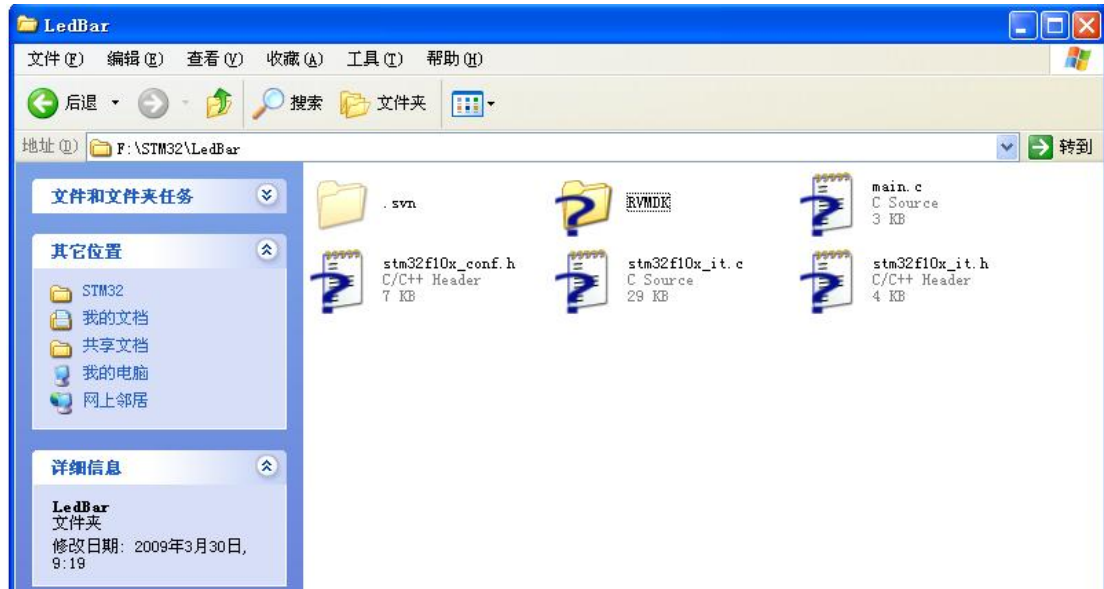 LedBar
文件(F) 编辑(E) 查看(V) 收藏(A) 工具(T) 帮助(H)
后退 搜索 文件夹
地址(D) F:\STM32\LedBar 转到
文件和文件夹任务
其它位置
STM32
我的文档
共享文档
我的电脑
网上邻居
详细信息
LedBar
文件夹
修改日期: 2009年3月30日,
9:19
.svn
RVMDK
main.c
C Source
3 KB
stm32f10x_conf.h
C/C++ Header
7 KB
stm32f10x_it.c
C Source
29 KB
stm32f10x_it.h
C/C++ Header
4 KB